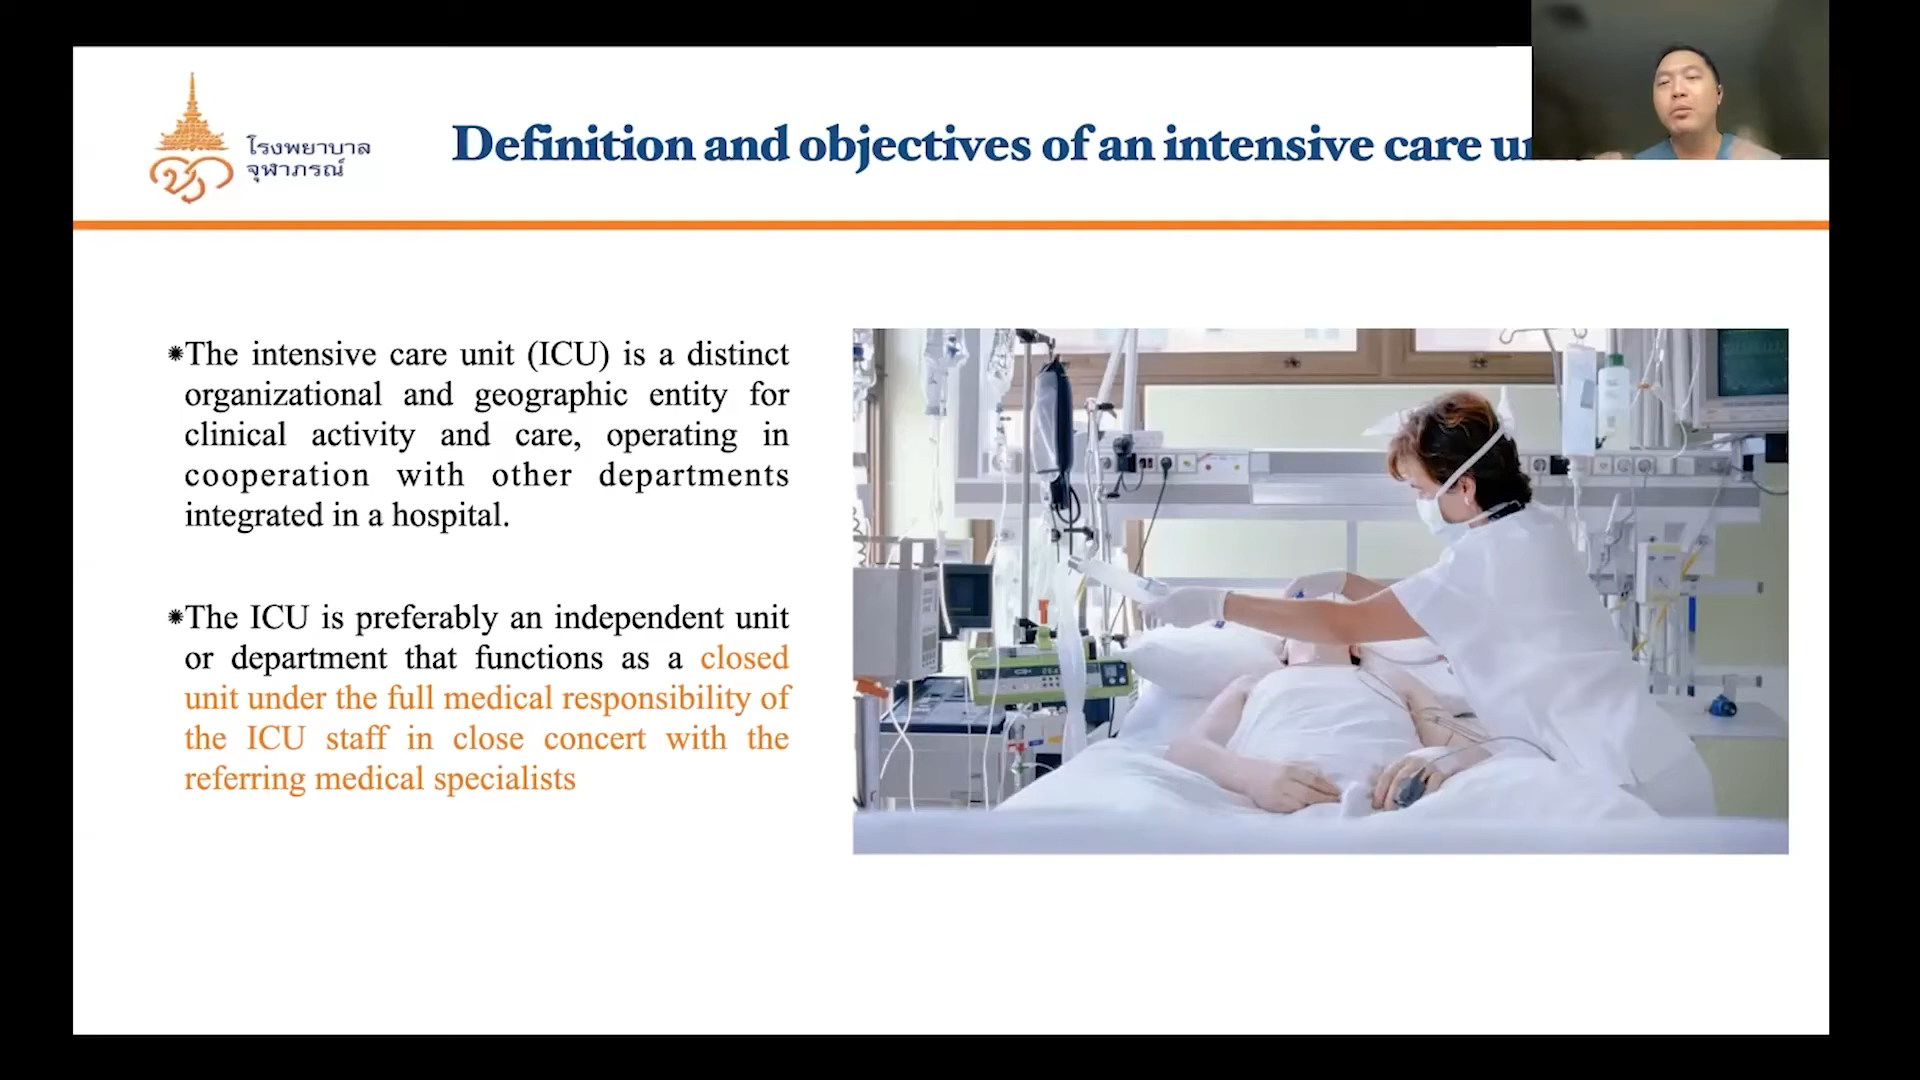 โรงพยาบาล
จุฬาภรณ์
Definition and objectives of an intensive care
The intensive care unit (ICU) is a distinct
organizational and geographic entity for
clinical activity and care, operating in
cooperation with other departments
integrated in a hospital.
The ICU is preferably an independent unit
or department that functions as a closed
unit under the full medical responsibility of
the ICU staff in close concert with the
referring medical specialists